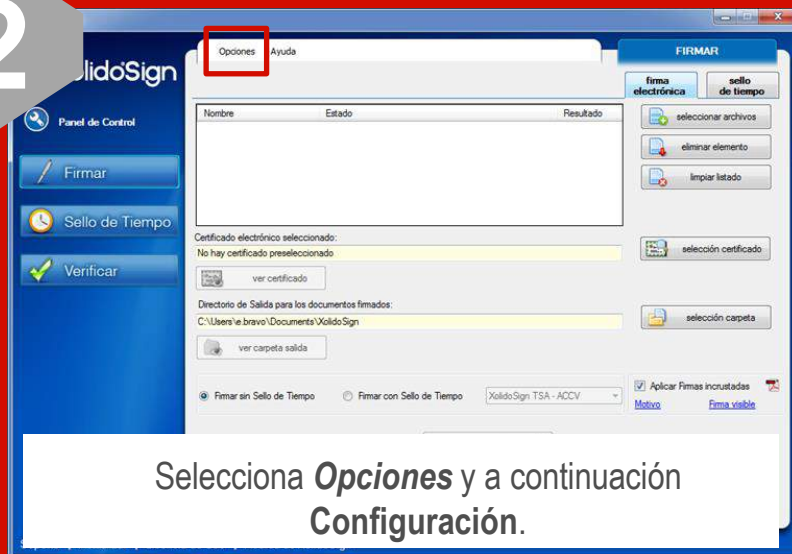 2
lidoSign
Opciones Ayuda
FIRMAR
firma electrónica
sello de tiempo
Panel de Control
Firmar
Sello de Tiempo
Verificar
Nombre Estado Resultado
seleccionar archivos
eliminar elemento
limpiar listado
Certificado electrónico seleccionado:
No hay certificado preseleccionado
selección certificado
ver certificado
Directorio de Salida para los documentos firmados:
C:\Users\e.bravo\Documents\XolidoSign
selección carpeta
ver carpeta salida
Firmar sin Sello de Tiempo Firmar con Sello de Tiempo XolidoSign TSA - ACCV
Aplicar Firmas incrustadas
Motivo Firma visible
Selecciona Opciones y a continuación
Configuración.